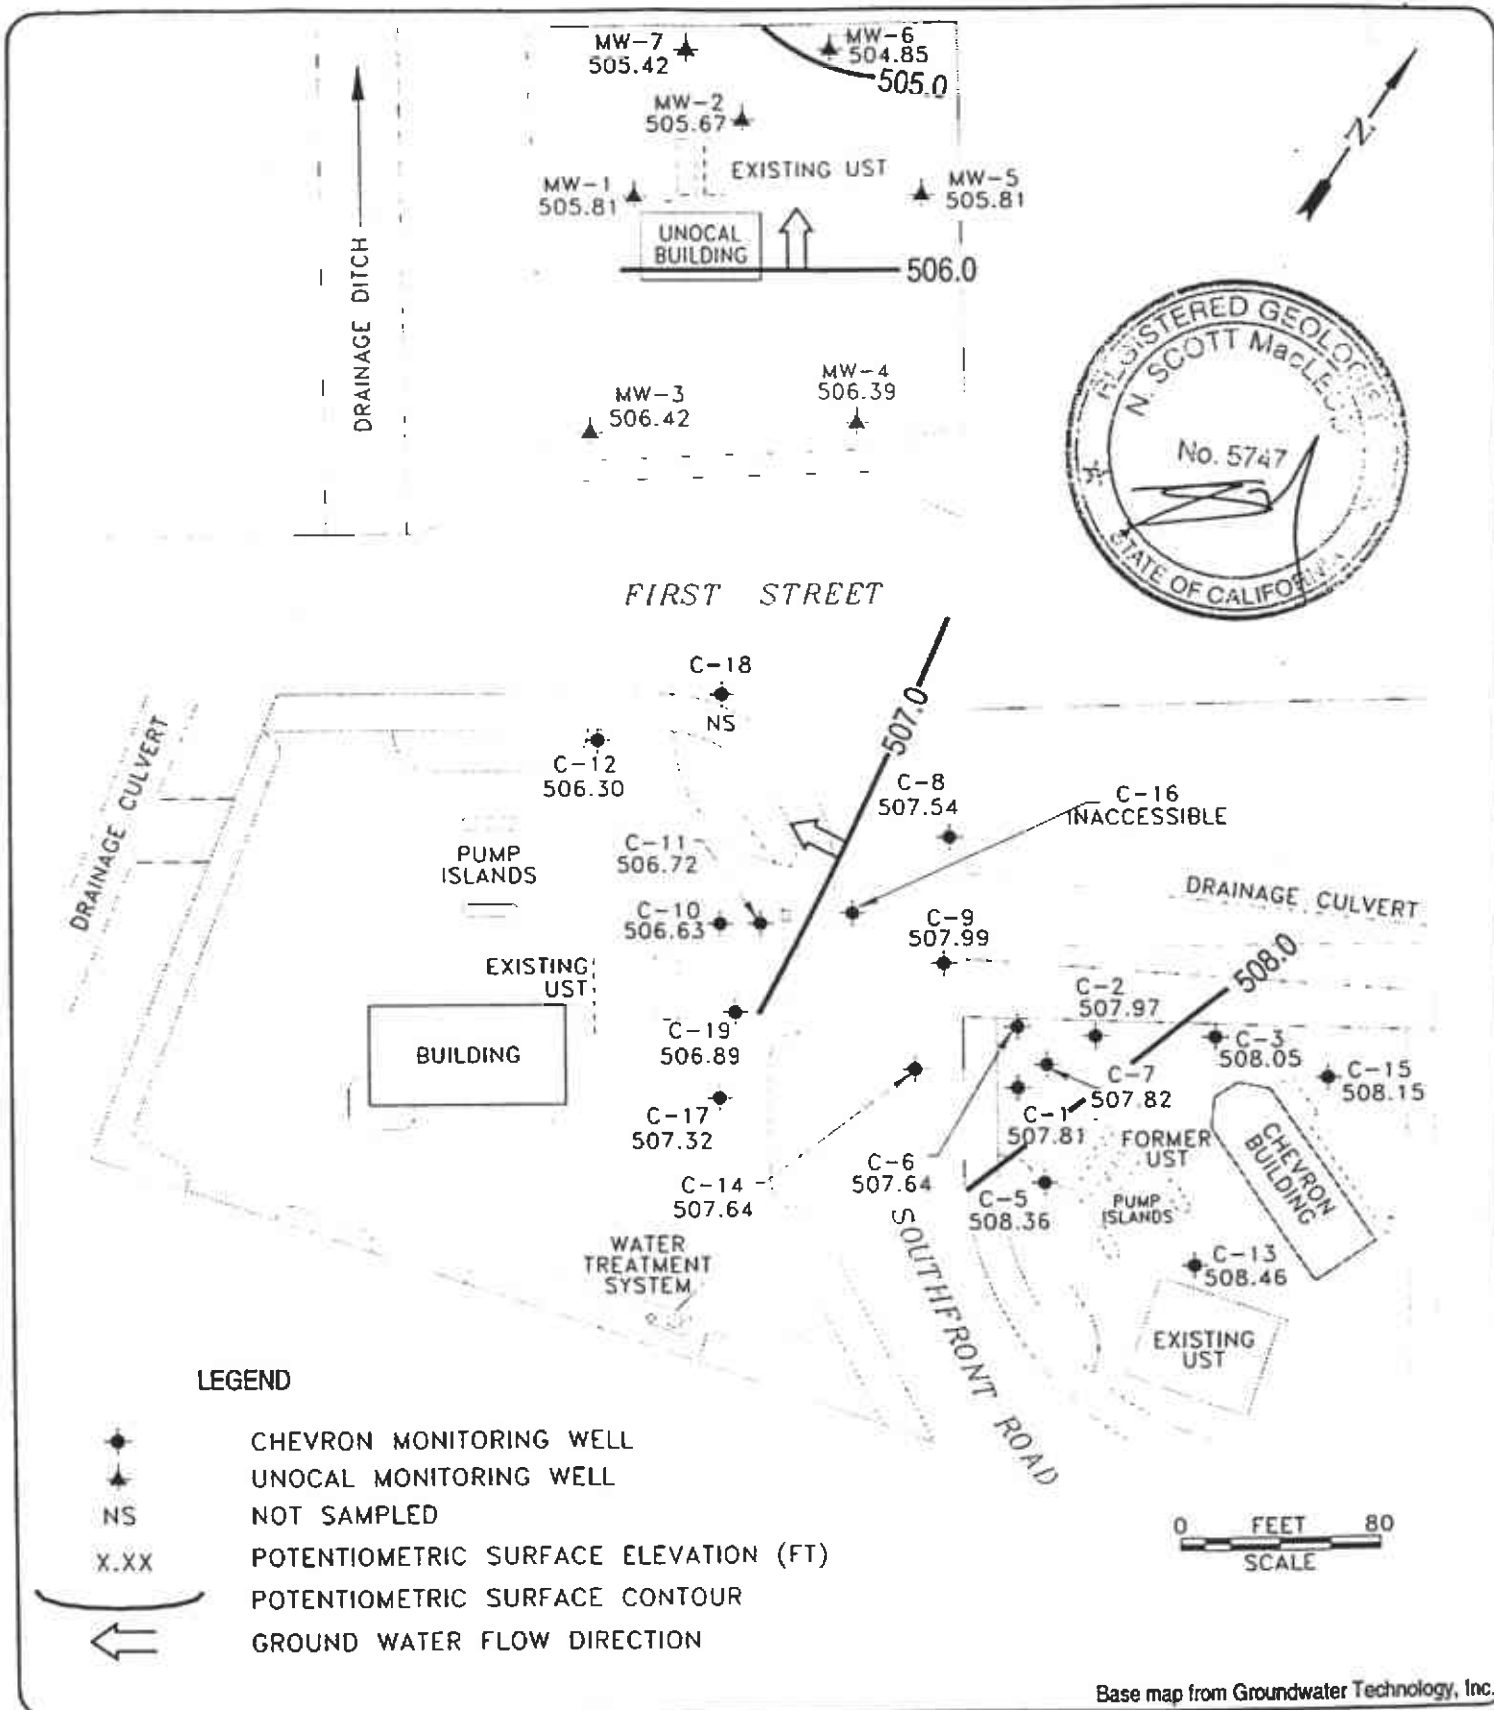 MW-7
505.42
MW-6
504.85
505.0
MW-2
505.67
EXISTING UST
MW-1
505.81
MW-5
505.81
UNOCAL
BUILDING
506.0
DRAINAGE DITCH
N
MW-3
506.42
MW-4
506.39
REGISTERED GEOLOGIST
N. SCOTT MacLEOD
No. 5747
STATE OF CALIFORNIA
FIRST STREET
C-18
NS
507.0
C-12
506.30
C-8
507.54
C-16
INACCESSIBLE
DRAINAGE CULVERT
PUMP
ISLANDS
C-11
506.72
C-10
506.63
C-9
507.99
DRAINAGE CULVERT
EXISTING
UST
508.0
C-2
507.97
BUILDING
C-19
506.89
C-3
508.05
C-7
507.82
C-15
508.15
C-17
507.32
C-1
507.81
FORMER
UST
CHEVRON
BUILDING
C-14
507.64
C-6
507.64
C-5
508.36
PUMP
ISLANDS
WATER
TREATMENT
SYSTEM
SOUTHFRONT ROAD
C-13
508.46
EXISTING
UST
LEGEND
CHEVRON MONITORING WELL
UNOCAL MONITORING WELL
NS NOT SAMPLED
X.XX POTENTIOMETRIC SURFACE ELEVATION (FT)
POTENTIOMETRIC SURFACE CONTOUR
GROUND WATER FLOW DIRECTION
0 FEET 80
SCALE
Base map from Groundwater Technology, Inc.